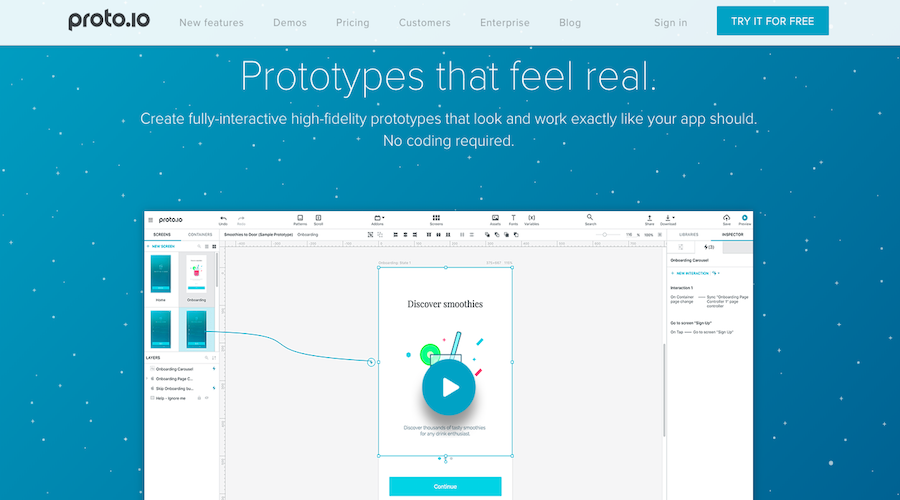 proto.io
New features
Demos
Pricing
Customers
Enterprise
Blog
Sign in
TRY IT FOR FREE
Prototypes that feel real.
Create fully-interactive high-fidelity prototypes that look and work exactly like your app should.
No coding required.
proto.io
Undo
Redo
Patterns
Scroll
Add-ons
Screens
Assets
Fonts
Variables
Search
Share
Download
Save
Preview
SCREENS
CONTAINERS
Smoothies to Door (Sample Prototype)
Onboarding
100%
LIBRARIES
INSPECTOR
+ NEW SCREEN
Home
Onboarding
LAYERS
Onboarding Carousel
Onboarding Page C...
Skip Onboarding bu...
Help - Ignore me
Discover smoothies
Discover thousands of tasty smoothies
for any drink enthusiast.
Continue
Onboarding Carousel
+ NEW INTERACTION
Interaction 1
On Container
page change
Sync "Onboarding Page
Controller 1" page
controller
Go to screen "Sign Up"
On Tap
Go to screen "Sign Up"